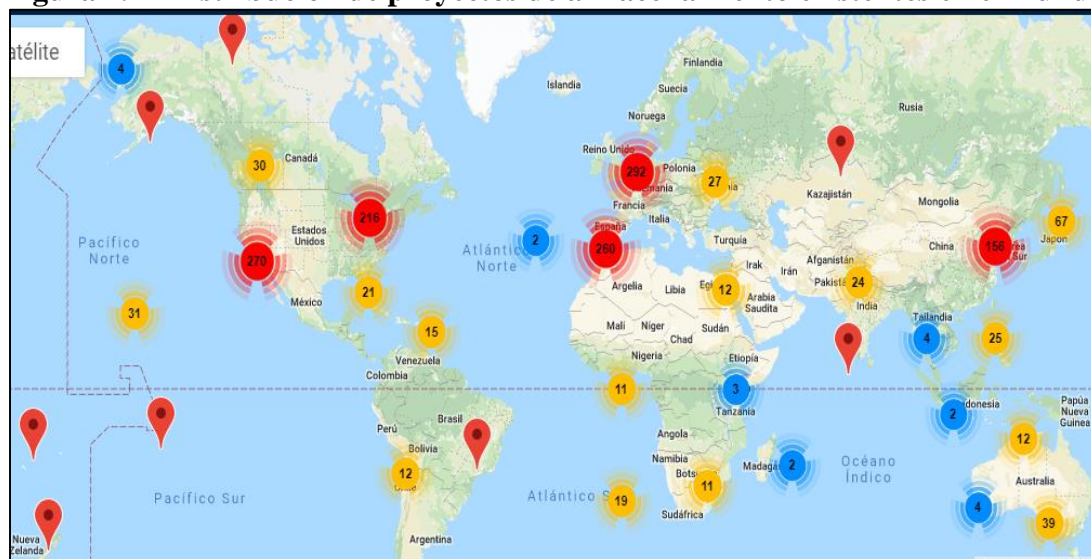 atélite
4
Finlandia
Islandia
Suecia
Rusia
Noruega
30
Canadá
Reino Unido
292
Polonia
27
Kazajistán
Mongolia
Francia
216
Estados
Unidos
Italia
67
Japón
Pacífico
Norte
2
Atlántico
Norte
España
260
Turquía
Afganistán
China
156
270
Irak
Irán
21
México
Argelia
Libia
12
Arabia
Saudita
24
India
31
15
Malí
Níger
Chad
Sudán
Tailandia
4
25
Venezuela
Nigeria
Etiopía
Colombia
11
3
Tanzania
2
Papúa
Nueva
Guinea
Perú
Brasil
Angola
12
Bolivia
12
Namibia
2
Océano
Índico
Australia
Pacífico Sur
19
11
4
39
Nueva
Zelanda
Argentina
Sudáfrica